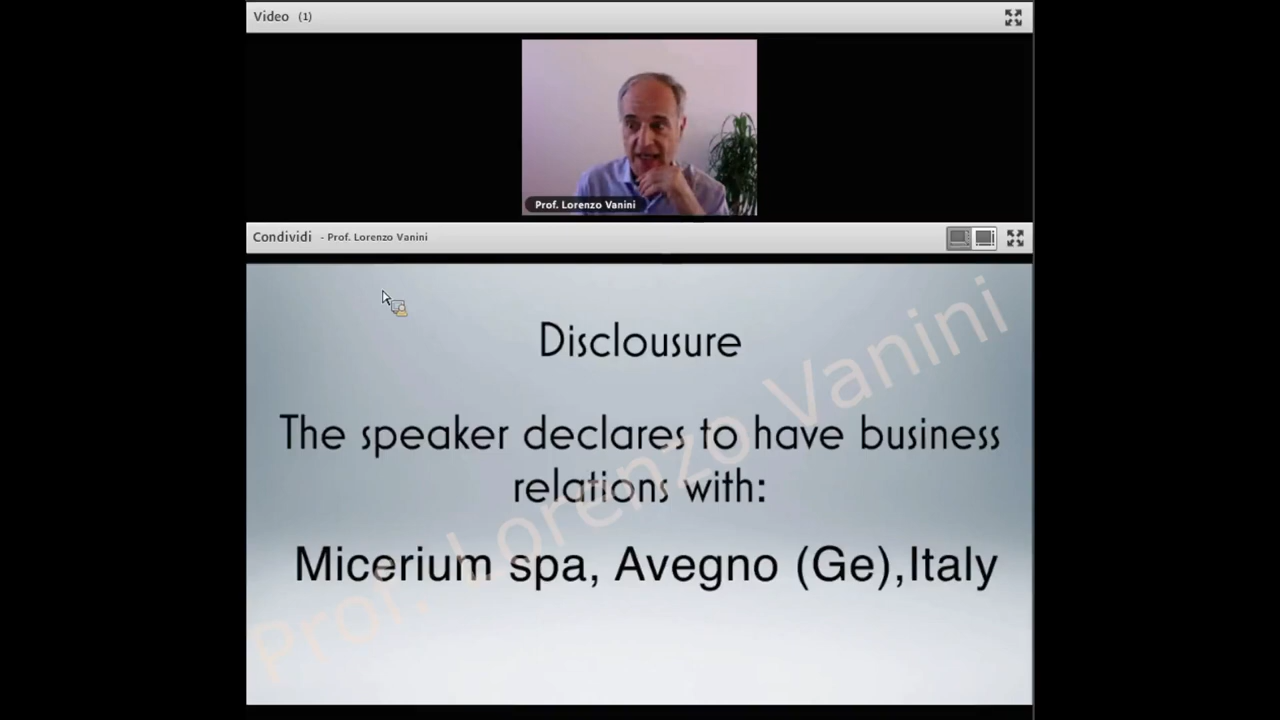 Video (1)
Prof. Lorenzo Vanini
Condividi - Prof. Lorenzo Vanini
Disclousure
The speaker declares to have business
relations with:
Micerium spa, Avegno (Ge),Italy
Prof. Lorenzo Vanini